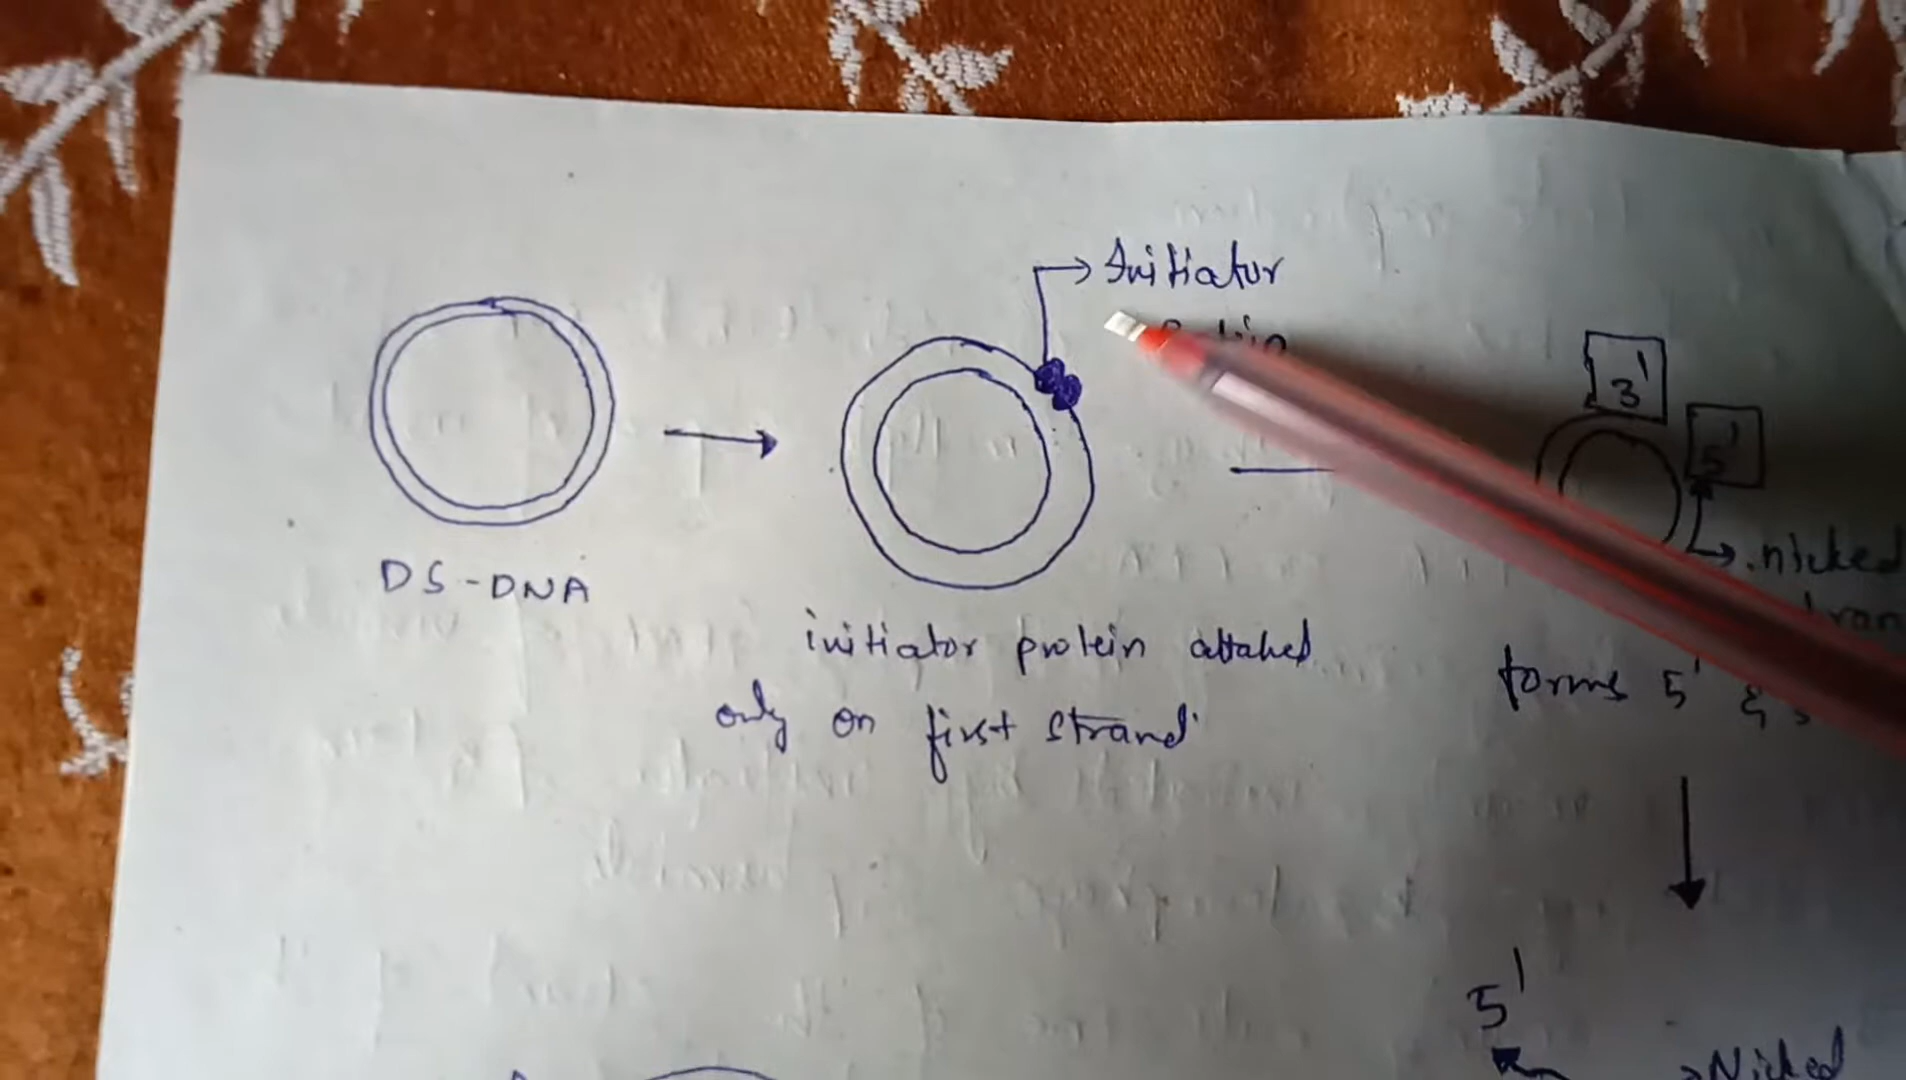 Initiator
3'
5'
DS-DNA
nicked
initiator protein attahed
only on first strand
forms 5' &
5'
Nicked